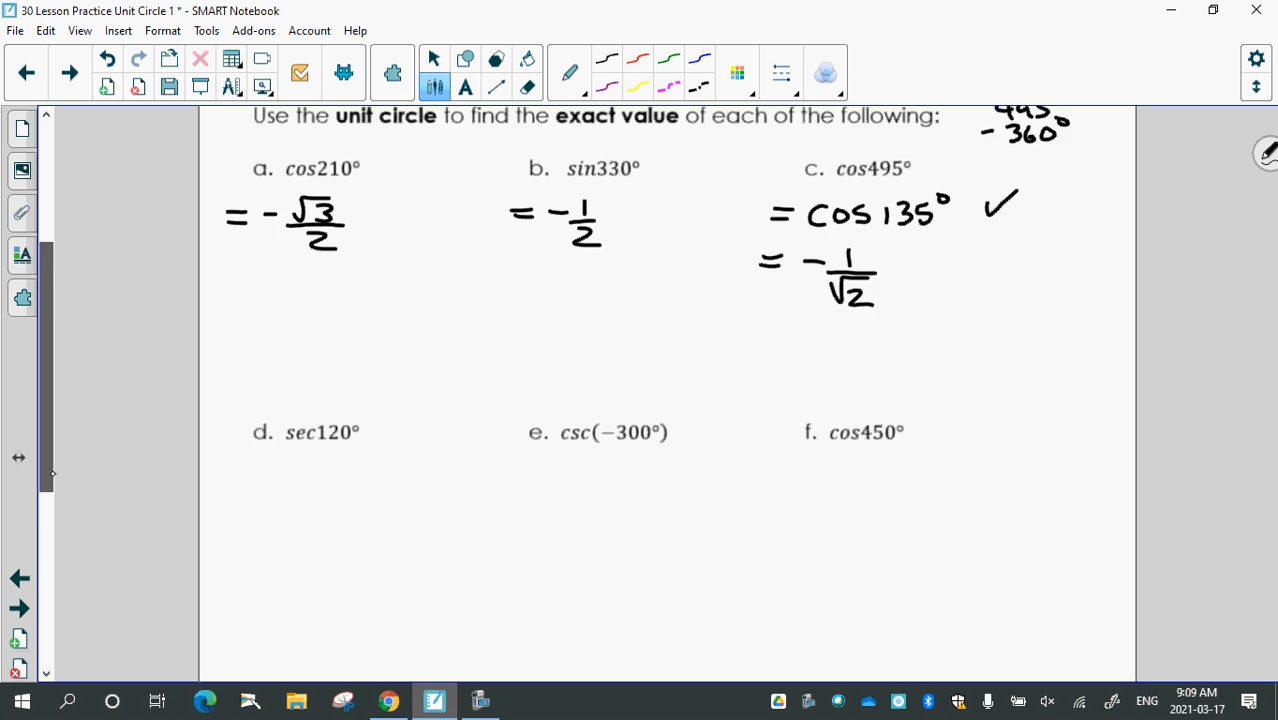 30 Lesson Practice Unit Circle 1 * - SMART Notebook
File Edit View Insert Format Tools Add-ons Account Help
495°
Use the unit circle to find the exact value of each of the following:
- 360°
a. cos210° b. sin330° c. cos495°
= - √3/2 = - 1/2 = cos 135° ✓
= - 1/√2
d. sec120° e. csc(−300°) f. cos450°
ENG
9:09 AM
2021-03-17